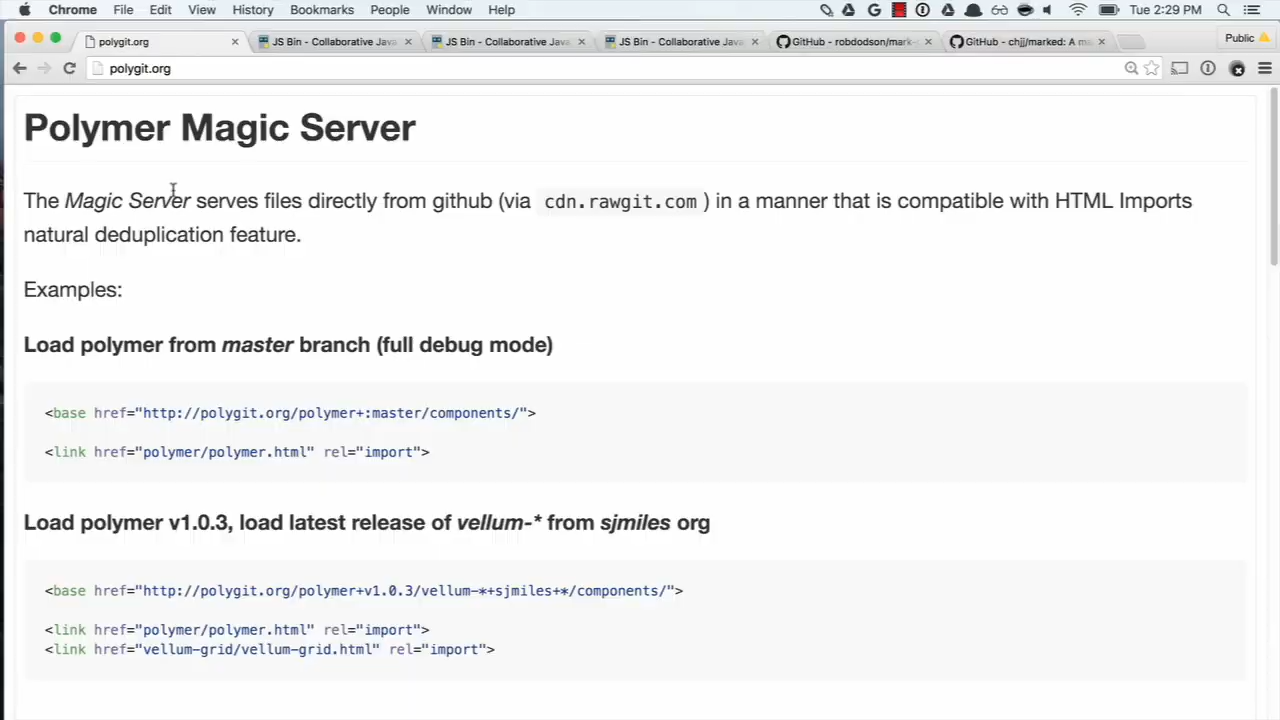 Chrome File Edit View History Bookmarks People Window Help Tue 2:29 PM
polygit.org JS Bin - Collaborative Java JS Bin - Collaborative Java JS Bin - Collaborative Java GitHub - robdodson/mark- GitHub - chjj/marked: A ma Public
polygit.org
Polymer Magic Server
The Magic Server serves files directly from github (via cdn.rawgit.com ) in a manner that is compatible with HTML Imports
natural deduplication feature.
Examples:
Load polymer from master branch (full debug mode)
<base href="http://polygit.org/polymer+:master/components/">
<link href="polymer/polymer.html" rel="import">
Load polymer v1.0.3, load latest release of vellum-* from sjmiles org
<base href="http://polygit.org/polymer+v1.0.3/vellum-*+sjmiles+*/components/">
<link href="polymer/polymer.html" rel="import">
<link href="vellum-grid/vellum-grid.html" rel="import">